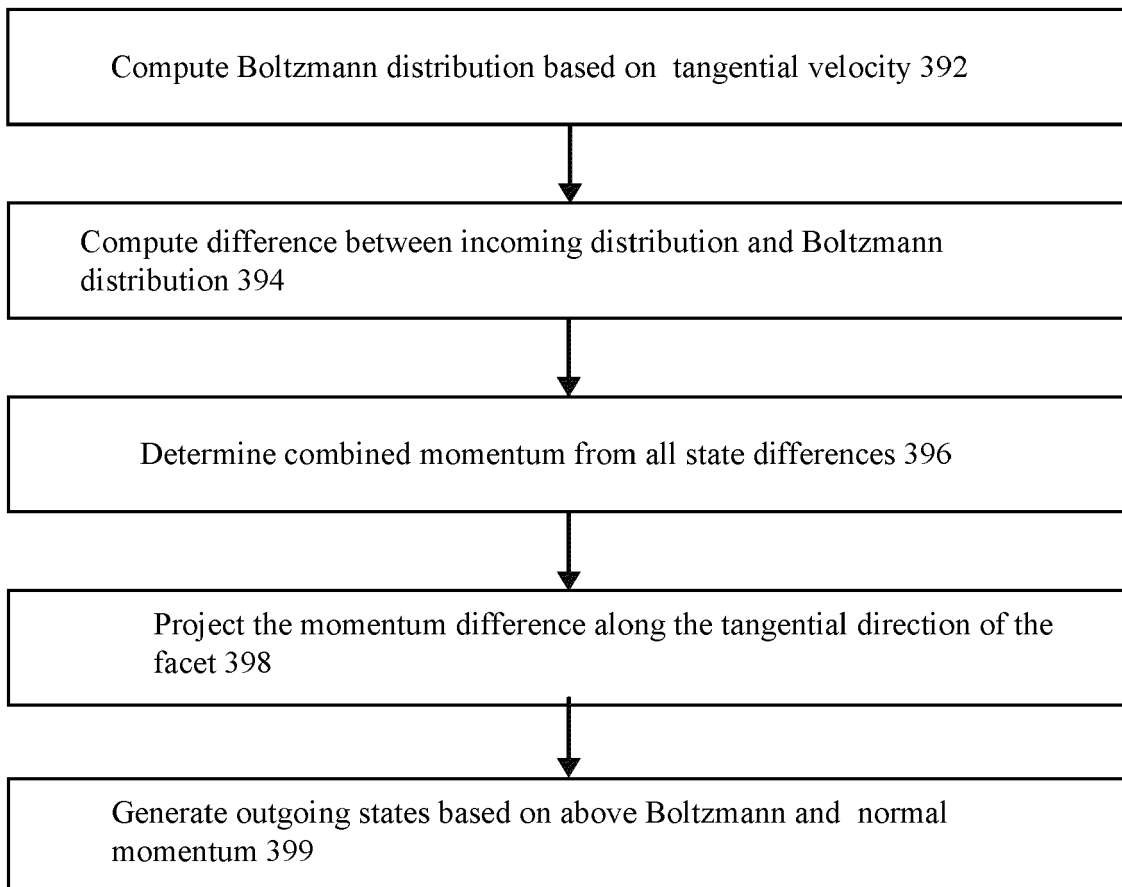 Compute Boltzmann distribution based on tangential velocity 392
Compute difference between incoming distribution and Boltzmann
distribution 394
Determine combined momentum from all state differences 396
Project the momentum difference along the tangential direction of the
facet 398
Generate outgoing states based on above Boltzmann and normal
momentum 399